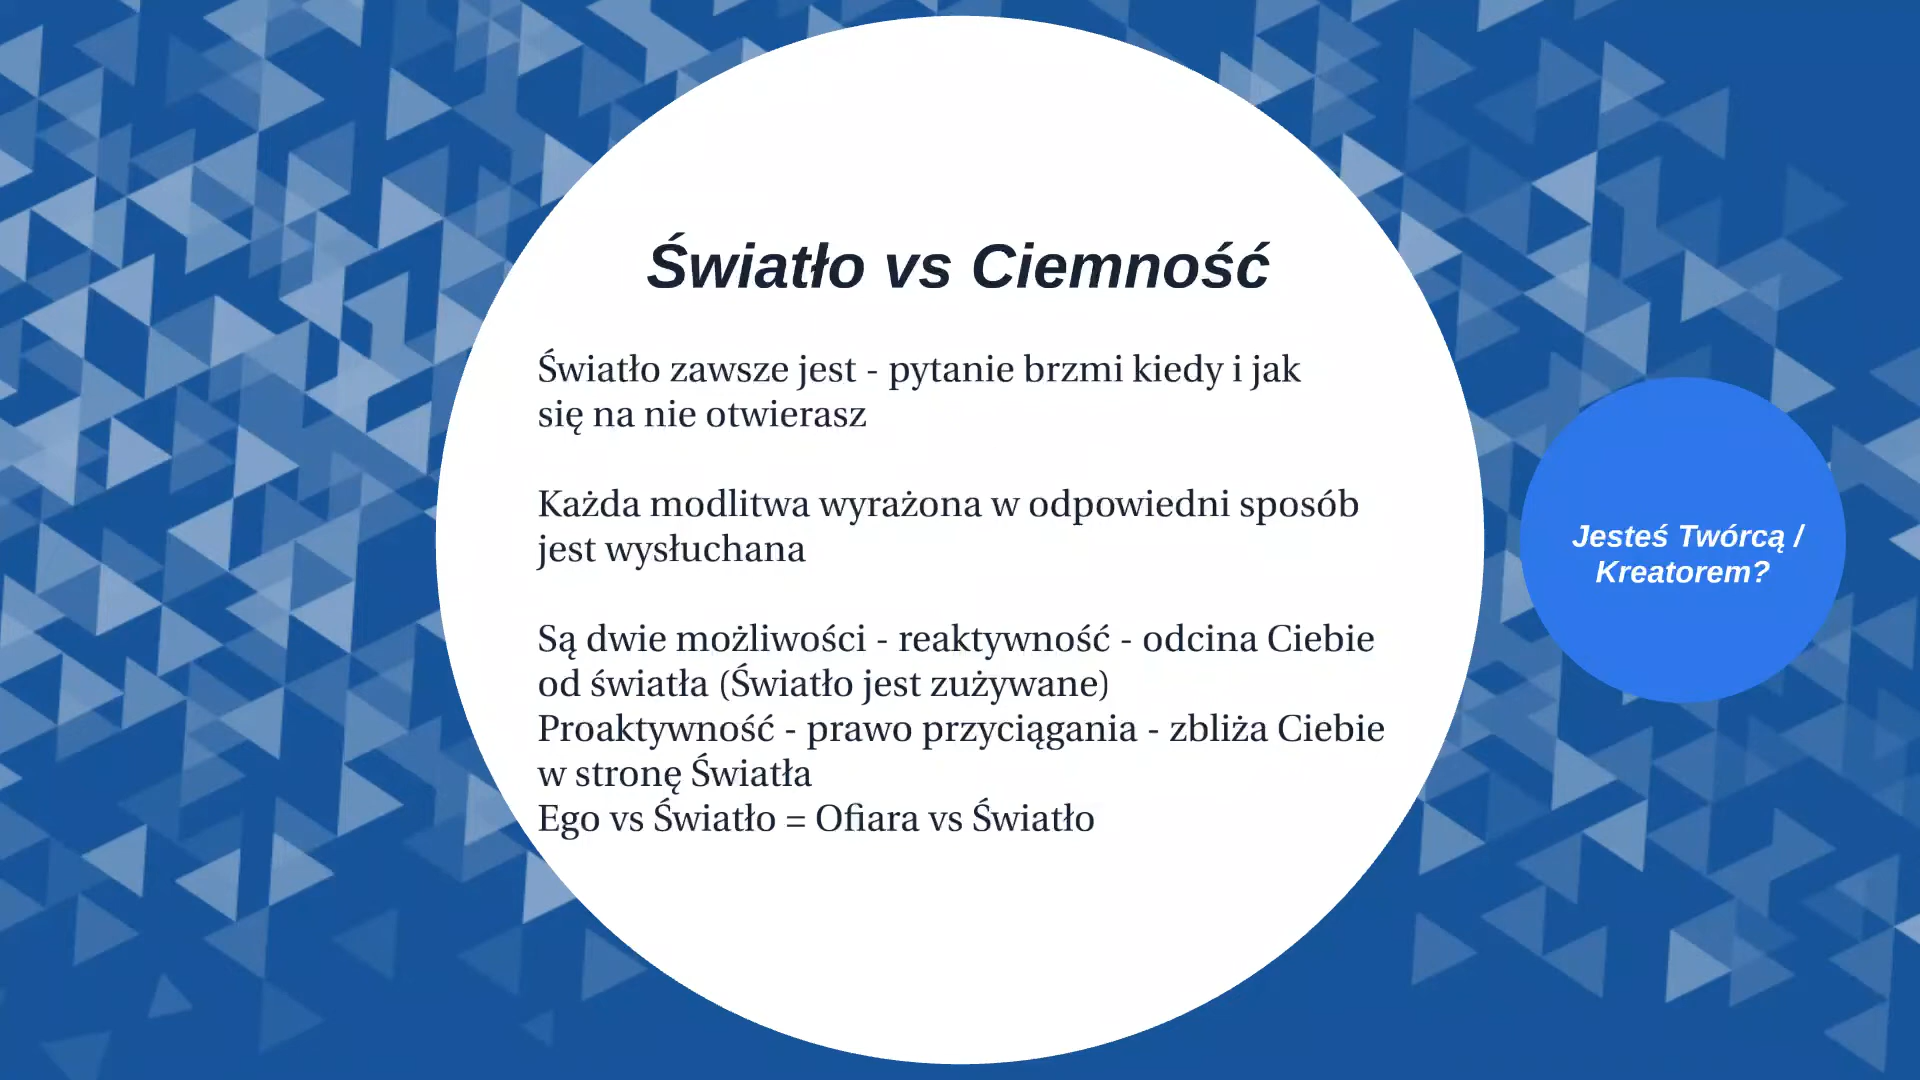 Światło vs Ciemność
Światło zawsze jest - pytanie brzmi kiedy i jak
się na nie otwierasz
Każda modlitwa wyrażona w odpowiedni sposób
jest wysłuchana
Są dwie możliwości - reaktywność - odcina Ciebie
od światła (Światło jest zużywane)
Proaktywność - prawo przyciągania - zbliża Ciebie
w stronę Światła
Ego vs Światło = Ofiara vs Światło
Jesteś Twórcą /
Kreatorem?